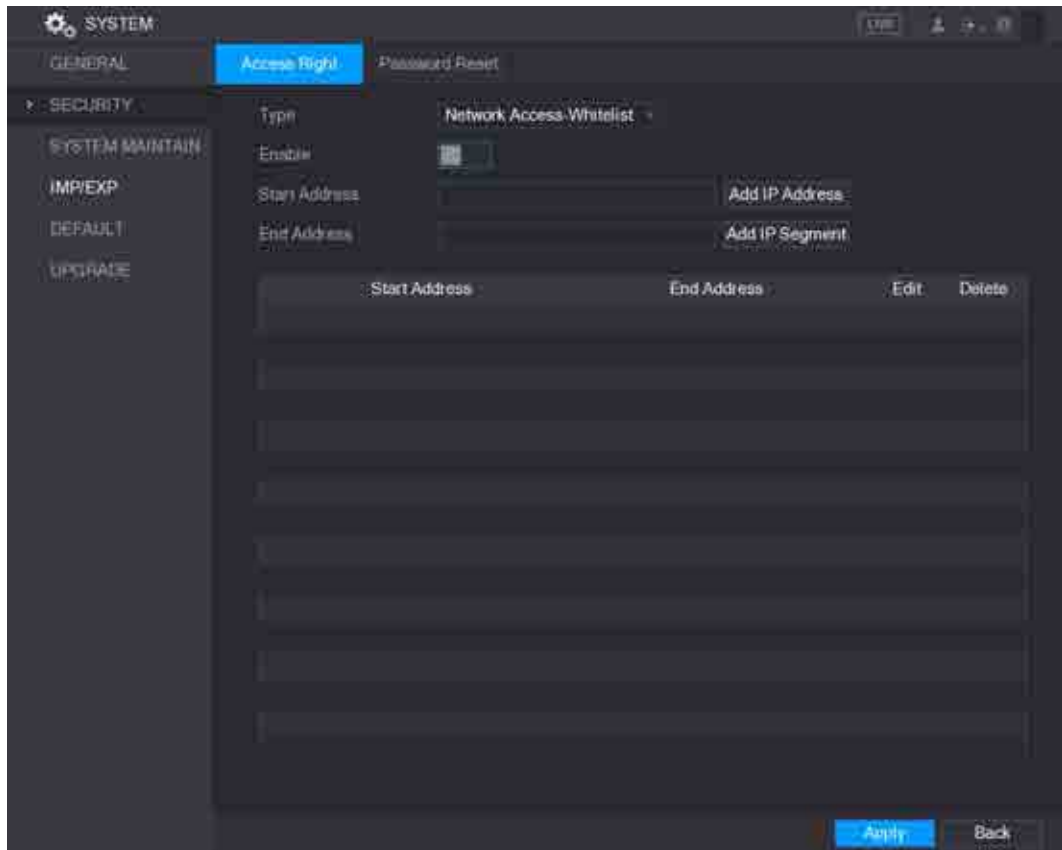 SYSTEM
LIVE
GENERAL
Access Right
Password Reset
SECURITY
Type
Network Access-Whitelist
SYSTEM MAINTAIN
Enable
IMP/EXP
Start Address
Add IP Address
DEFAULT
End Address
Add IP Segment
UPGRADE
Start Address
End Address
Edit
Delete
Apply
Back